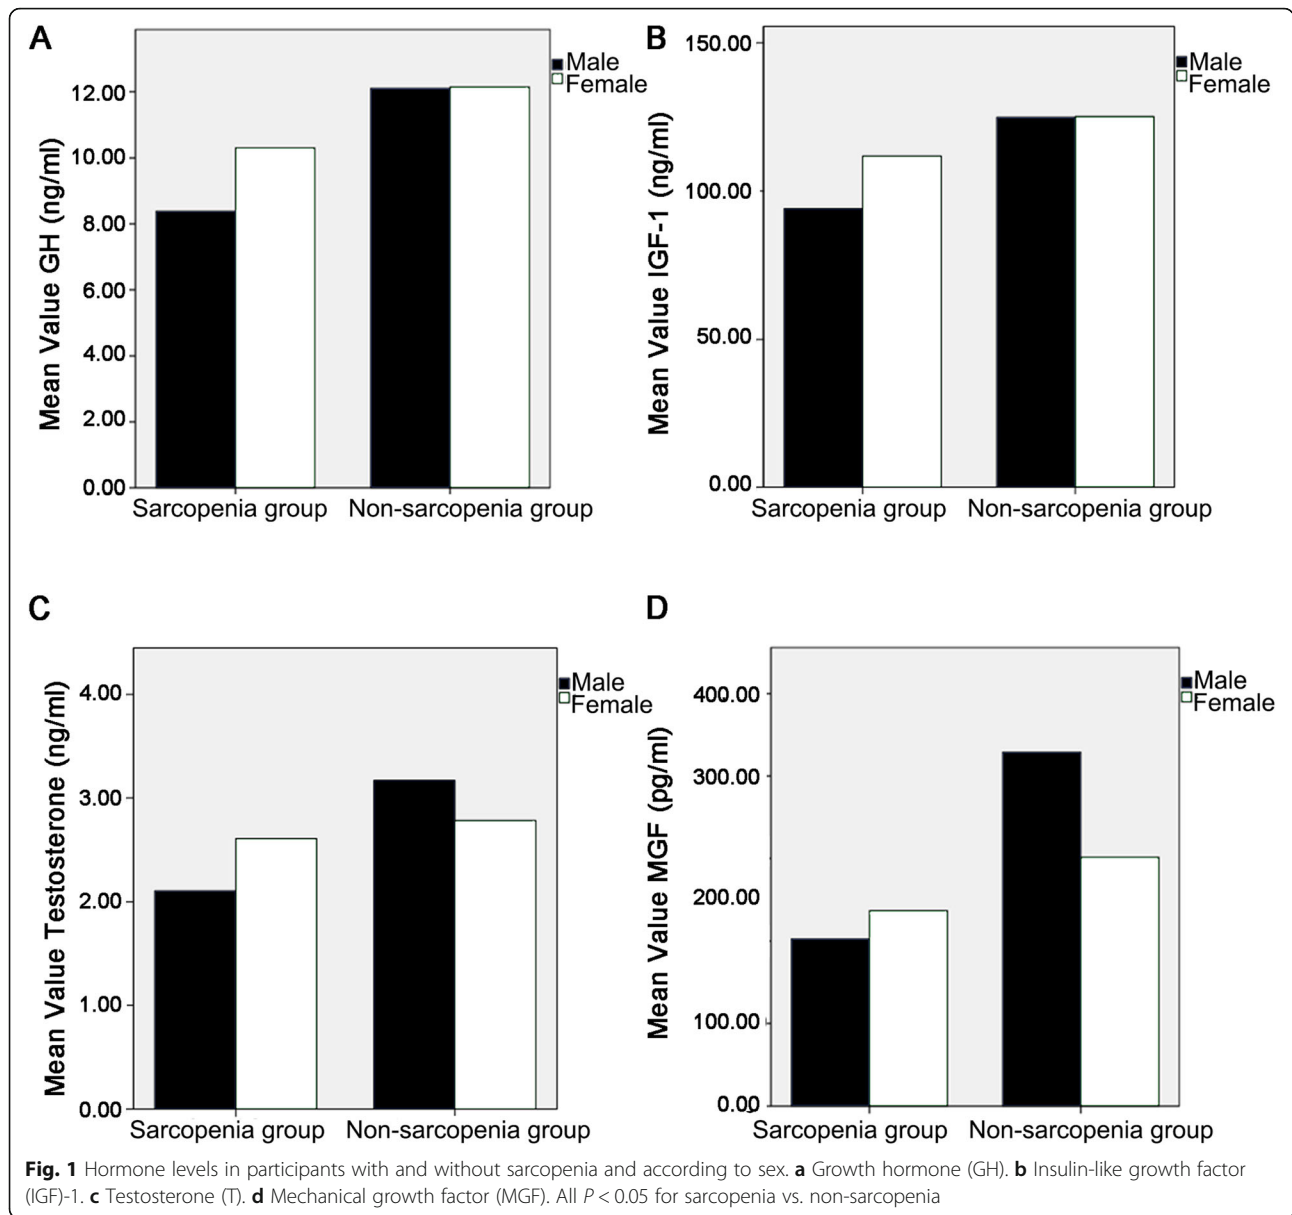 A
Mean Value GH (ng/ml)
12.00
10.00
8.00
6.00
4.00
2.00
0.00
Sarcopenia group
Non-sarcopenia group
Male
Female
B
Mean Value IGF-1 (ng/ml)
150.00
100.00
50.00
0.00
Sarcopenia group
Non-sarcopenia group
Male
Female
C
Mean Value Testosterone (ng/ml)
4.00
3.00
2.00
1.00
0.00
Sarcopenia group
Non-sarcopenia group
Male
Female
D
Mean Value MGF (pg/ml)
400.00
300.00
200.00
100.00
0.00
Sarcopenia group
Non-sarcopenia group
Male
Female
Fig. 1 Hormone levels in participants with and without sarcopenia and according to sex. a Growth hormone (GH). b Insulin-like growth factor
(IGF)-1. c Testosterone (T). d Mechanical growth factor (MGF). All P < 0.05 for sarcopenia vs. non-sarcopenia